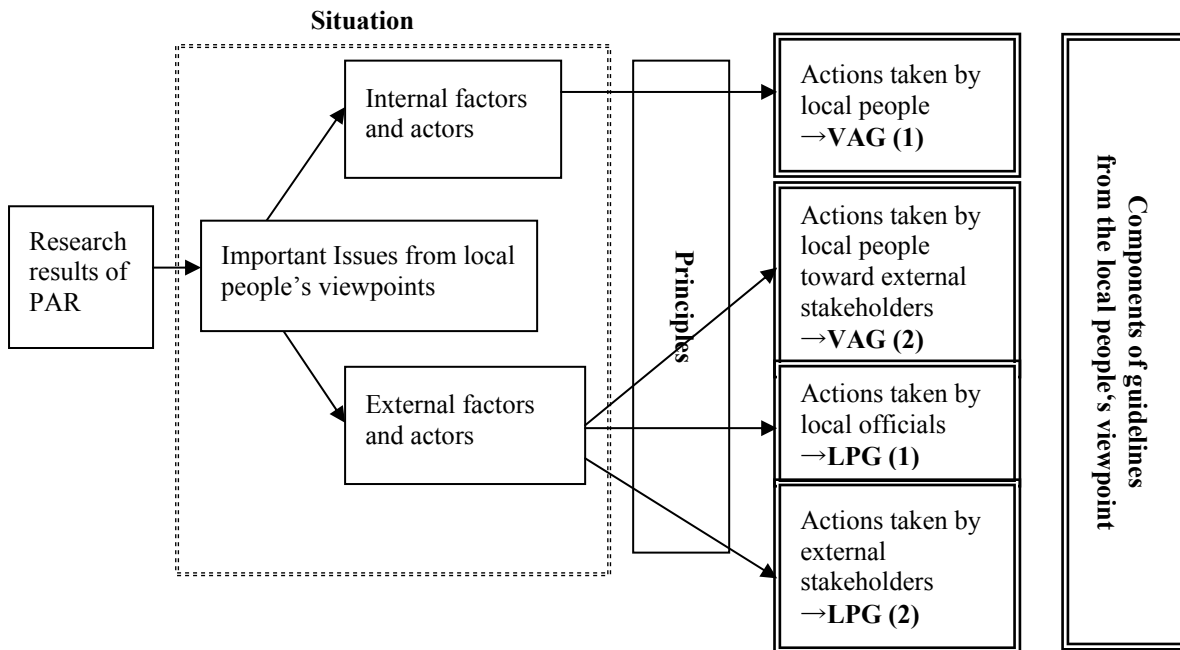 Situation
Research
results of
PAR
Internal factors
and actors
Important Issues from local
people's viewpoints
External factors
and actors
Principles
Actions taken by
local people
→VAG (1)
Actions taken by
local people
toward external
stakeholders
→VAG (2)
Actions taken by
local officials
→LPG (1)
Actions taken by
external
stakeholders
→LPG (2)
Components of guidelines
from the local people‘s viewpoint